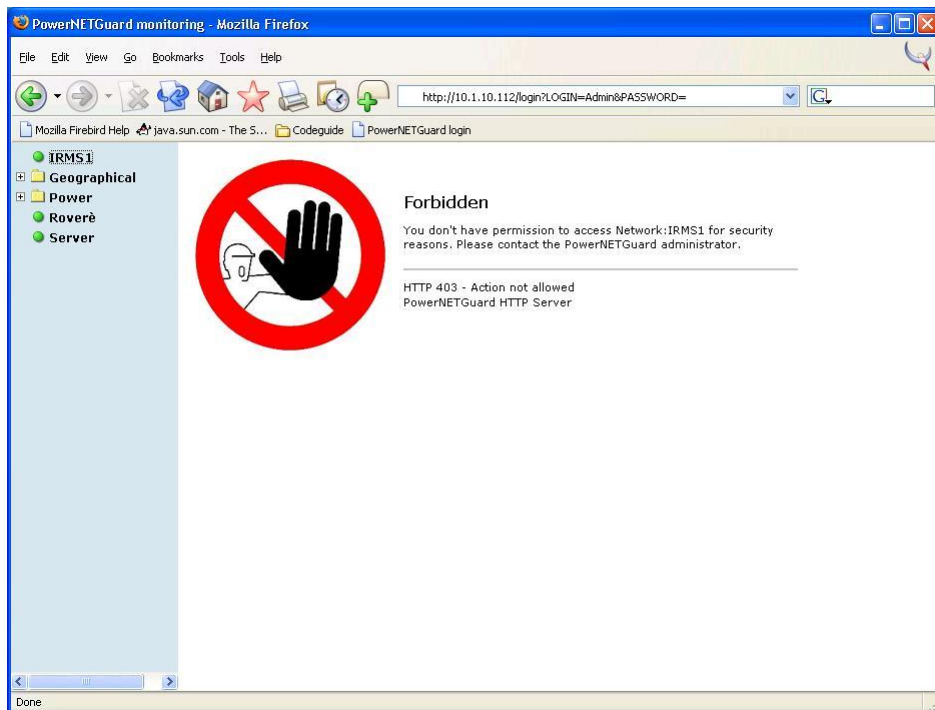 PowerNETGuard monitoring - Mozilla Firefox
File Edit View Go Bookmarks Tools Help
http://10.1.10.112/login?LOGIN=Admin&PASSWORD=
G
Mozilla Firebird Help java.sun.com - The S... Codeguide PowerNETGuard login
IRMS1
Geographical
Power
Roverè
Server
Forbidden
You don't have permission to access Network:IRMS1 for security
reasons. Please contact the PowerNETGuard administrator.
HTTP 403 - Action not allowed
PowerNETGuard HTTP Server
Done